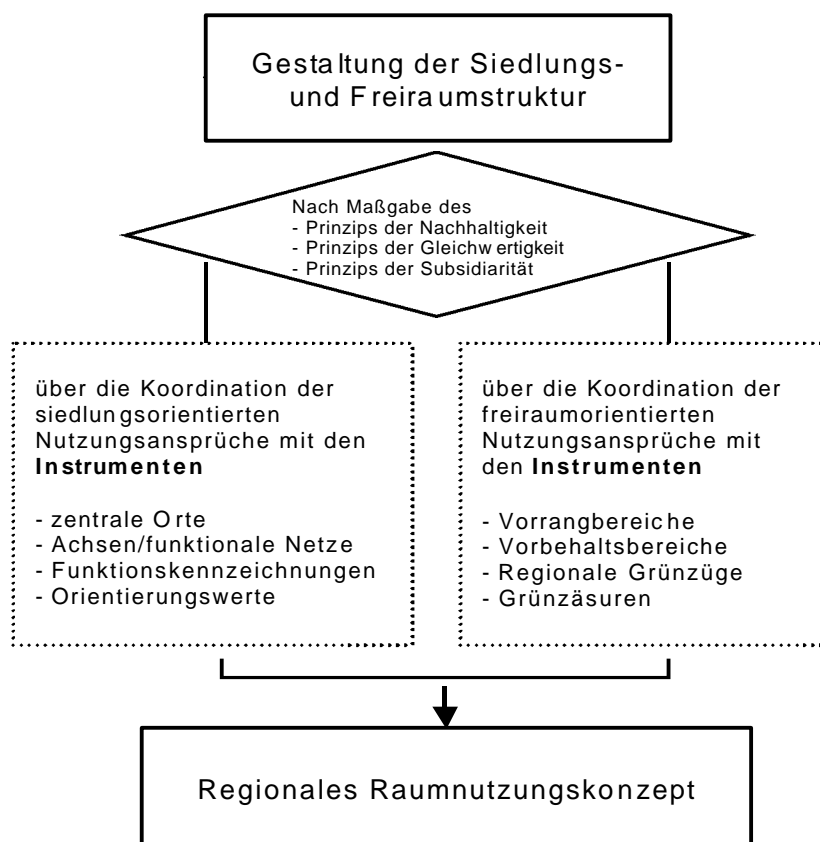 Gestaltung der Siedlungs-
und Freiraumstruktur
Nach Maßgabe des
- Prinzips der Nachhaltigkeit
- Prinzips der Gleichwertigkeit
- Prinzips der Subsidiarität
über die Koordination der
siedlungsorientierten
Nutzungsansprüche mit den
Instrumenten
- zentrale Orte
- Achsen/funktionale Netze
- Funktionskennzeichnungen
- Orientierungswerte
über die Koordination der
freiraumorientierten
Nutzungsansprüche mit
den Instrumenten
- Vorrangbereiche
- Vorbehaltsbereiche
- Regionale Grünzüge
- Grünzäsuren
Regionales Raumnutzungskonzept